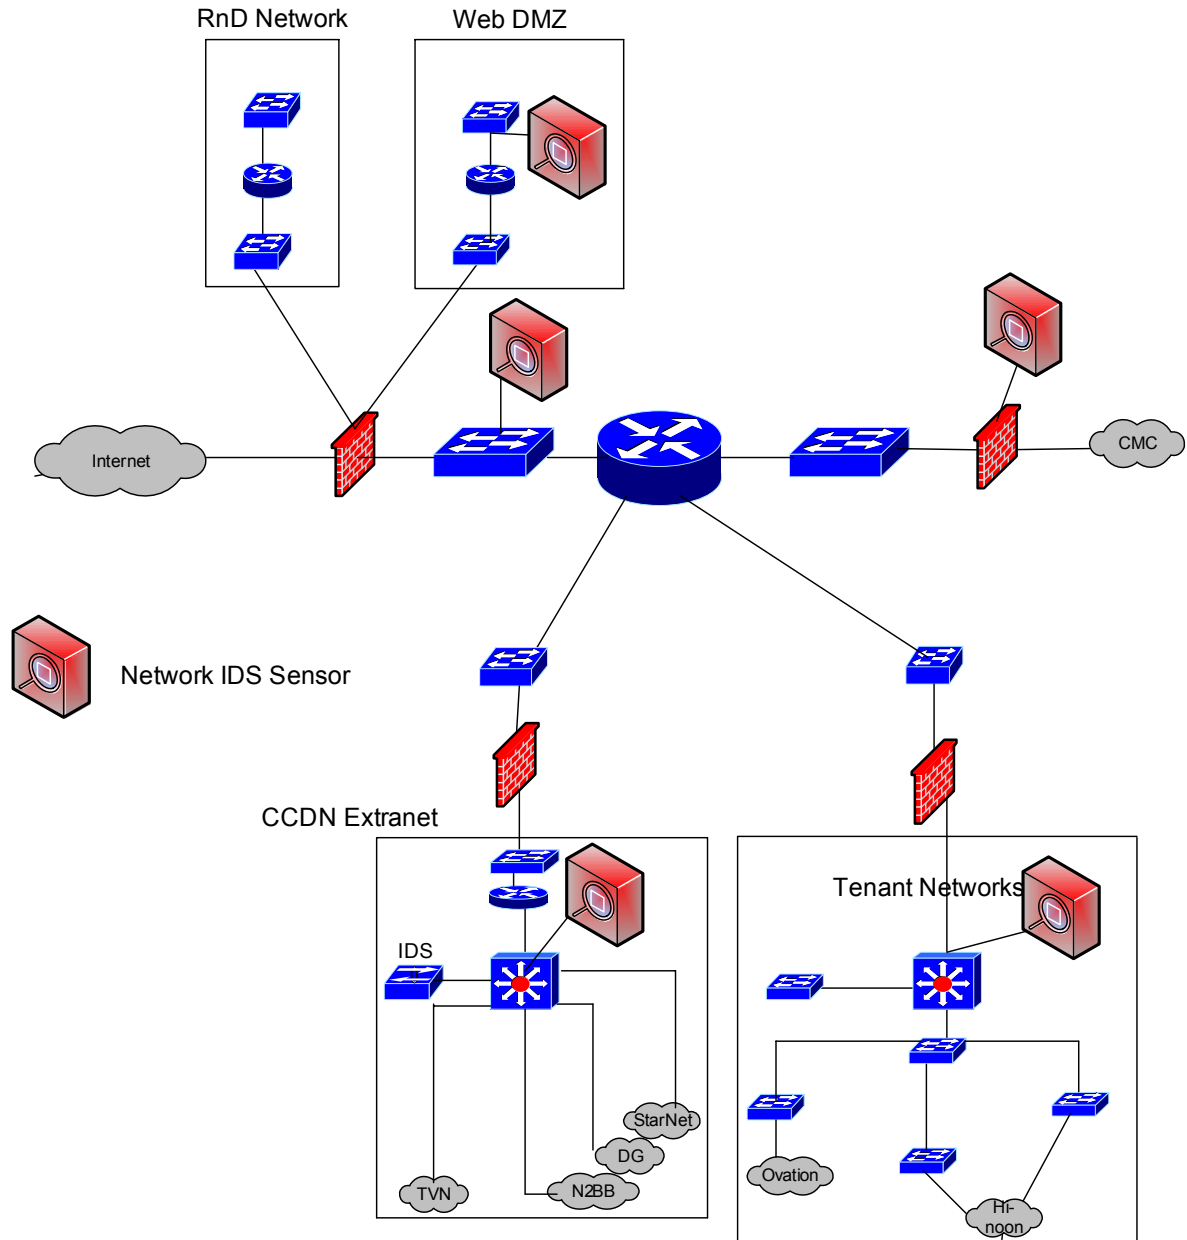 RnD Network
Web DMZ
Internet
CMC
Network IDS Sensor
CCDN Extranet
Tenant Networks
IDS
StarNet
DG
Ovation
TVN
N2BB
Hi-
noon